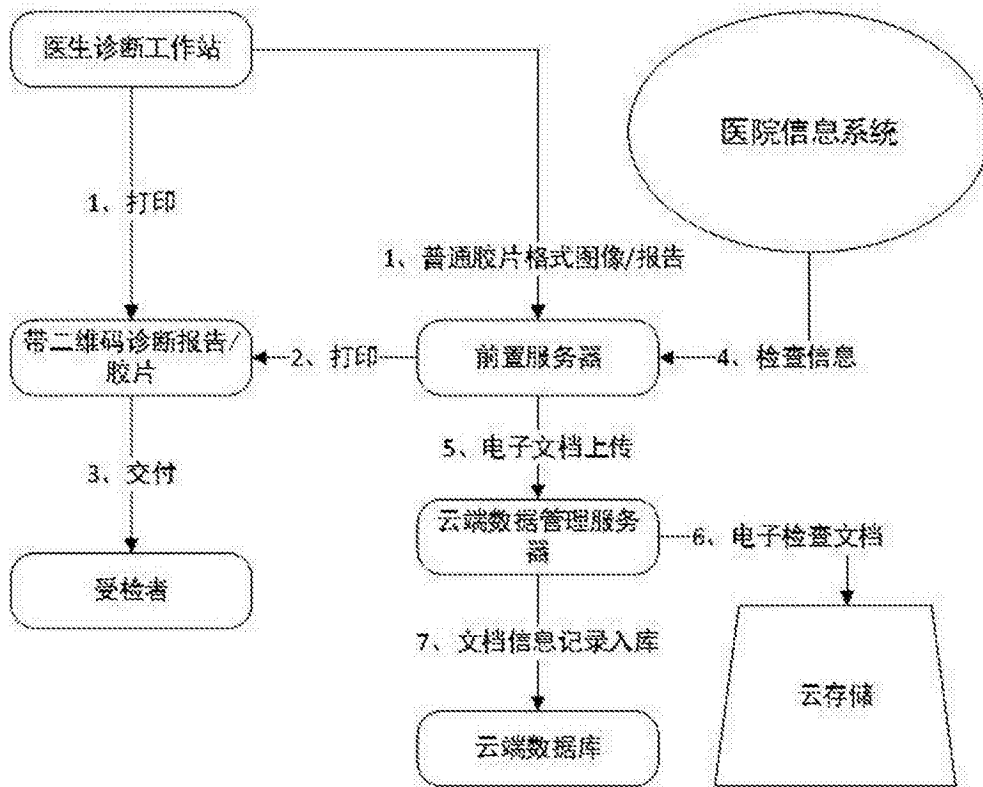 医生诊断工作站
医院信息系统
1、打印
1、普通胶片格式图像/报告
带二维码诊断报告/
胶片
2、打印
前置服务器
4、检查信息
5、电子文档上传
3、交付
云端数据管理服务
器
6、电子检查文档
受检者
7、文档信息记录入库
云存储
云端数据库